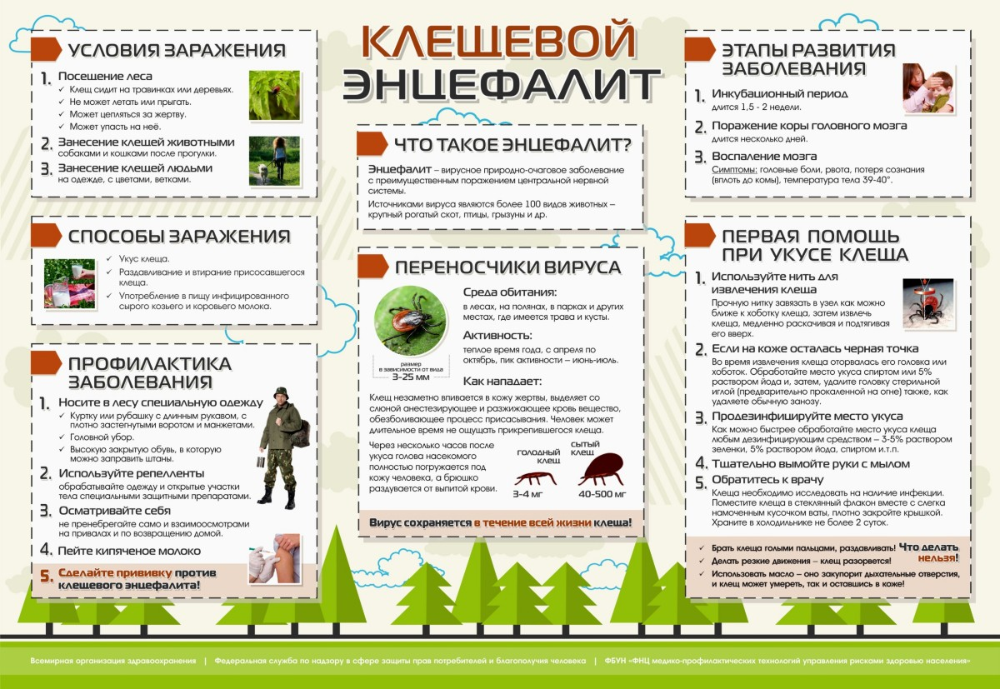 КЛЕЩЕВОЙ
ЭНЦЕФАЛИТ
УСЛОВИЯ ЗАРАЖЕНИЯ
1. Посещение леса
✓ Клещ сидит на травинках или деревьях.
✓ Не может летать или прыгать.
✓ Может цепляться за жертву.
✓ Может упасть на неё.
2. Занесение клещей животными
собаками и кошками после прогулки.
3. Занесение клещей людьми
на одежде, с цветами, ветками.
СПОСОБЫ ЗАРАЖЕНИЯ
✓ Укус клеща.
✓ Раздавливание и втирание присосавшегося
клеща.
✓ Употребление в пищу инфицированного
сырого козьего и коровьего молока.
ПРОФИЛАКТИКА
ЗАБОЛЕВАНИЯ
1. Носите в лесу специальную одежду
✓ Куртку или рубашку с длинным рукавом, с
плотно застегнутыми воротом и манжетами.
✓ Головной убор.
✓ Высокую закрытую обувь, в которую
можно заправить штаны.
2. Используйте репелленты
обрабатывайте одежду и открытые участки
тела специальными защитными препаратами.
3. Осматривайте себя
не пренебрегайте само и взаимоосмотрами
на привалах и по возвращению домой.
4. Пейте кипяченое молоко
5. Сделайте прививку против
клещевого энцефалита!
ЧТО ТАКОЕ ЭНЦЕФАЛИТ?
Энцефалит – вирусное природно-очаговое заболевание
с преимущественным поражением центральной нервной
системы.
Источниками вируса являются более 100 видов животных –
крупный рогатый скот, птицы, грызуны и др.
ПЕРЕНОСЧИКИ ВИРУСА
Среда обитания:
в лесах, на полянах, в парках и других
местах, где имеется трава и кусты.
Активность:
теплое время года, с апреля по
октябрь, пик активности – июнь-июль.
размер
в зависимости от вида
3-25 мм
Как нападает:
Клещ незаметно впивается в кожу жертвы, выделяет со
слюной анестезирующее и разжижающее кровь вещество,
обезболивающее процесс присасывания. Человек может
длительное время не ощущать прикрепившегося клеща.
Через несколько часов после
укуса голова насекомого
полностью погружается под
кожу человека, а брюшко
раздувается от выпитой крови.
голодный
клещ
3-4 мг
сытый
клещ
40-500 мг
Вирус сохраняется в течение всей жизни клеща!
ЭТАПЫ РАЗВИТИЯ
ЗАБОЛЕВАНИЯ
1. Инкубационный период
длится 1,5 - 2 недели.
2. Поражение коры головного мозга
длится несколько дней.
3. Воспаление мозга
Симптомы: головные боли, рвота, потеря сознания
(вплоть до комы), температура тела 39-40°.
ПЕРВАЯ ПОМОЩЬ
ПРИ УКУСЕ КЛЕЩА
1. Используйте нить для
извлечения клеща
Прочную нитку завязать в узел как можно
ближе к хоботку клеща, затем извлечь
клеща, медленно раскачивая и подтягивая
его вверх.
2. Если на коже осталась черная точка
Во время извлечения клеща оторвалась его головка или
хоботок. Обработайте место укуса спиртом или 5%
раствором йода и, затем, удалите головку стерильной
иглой (предварительно прокаленной на огне) также, как
удаляете обычную занозу.
3. Продезинфицируйте место укуса
Как можно быстрее обработайте место укуса клеща
любым дезинфицирующим средством – 3-5% раствором
зеленки, 5% раствором йода, спиртом и.т.п.
4. Тщательно вымойте руки с мылом
5. Обратитесь к врачу
Клеща необходимо исследовать на наличие инфекции.
Поместите клеща в стеклянный флакон вместе с слегка
намоченным кусочком ваты, плотно закройте крышкой.
Храните в холодильнике не более 2 суток.
Что делать
нельзя!
✓ Брать клеща голыми пальцами, раздавливать!
✓ Делать резкие движения – клещ разорвется!
✓ Использовать масло – оно закупорит дыхательные отверстия,
и клещ может умереть, так и оставшись в коже!
Всемирная организация здравоохранения | Федеральная служба по надзору в сфере защиты прав потребителей и благополучия человека | ФБУН «ФНЦ медико-профилактических технологий управления рисками здоровью населения»